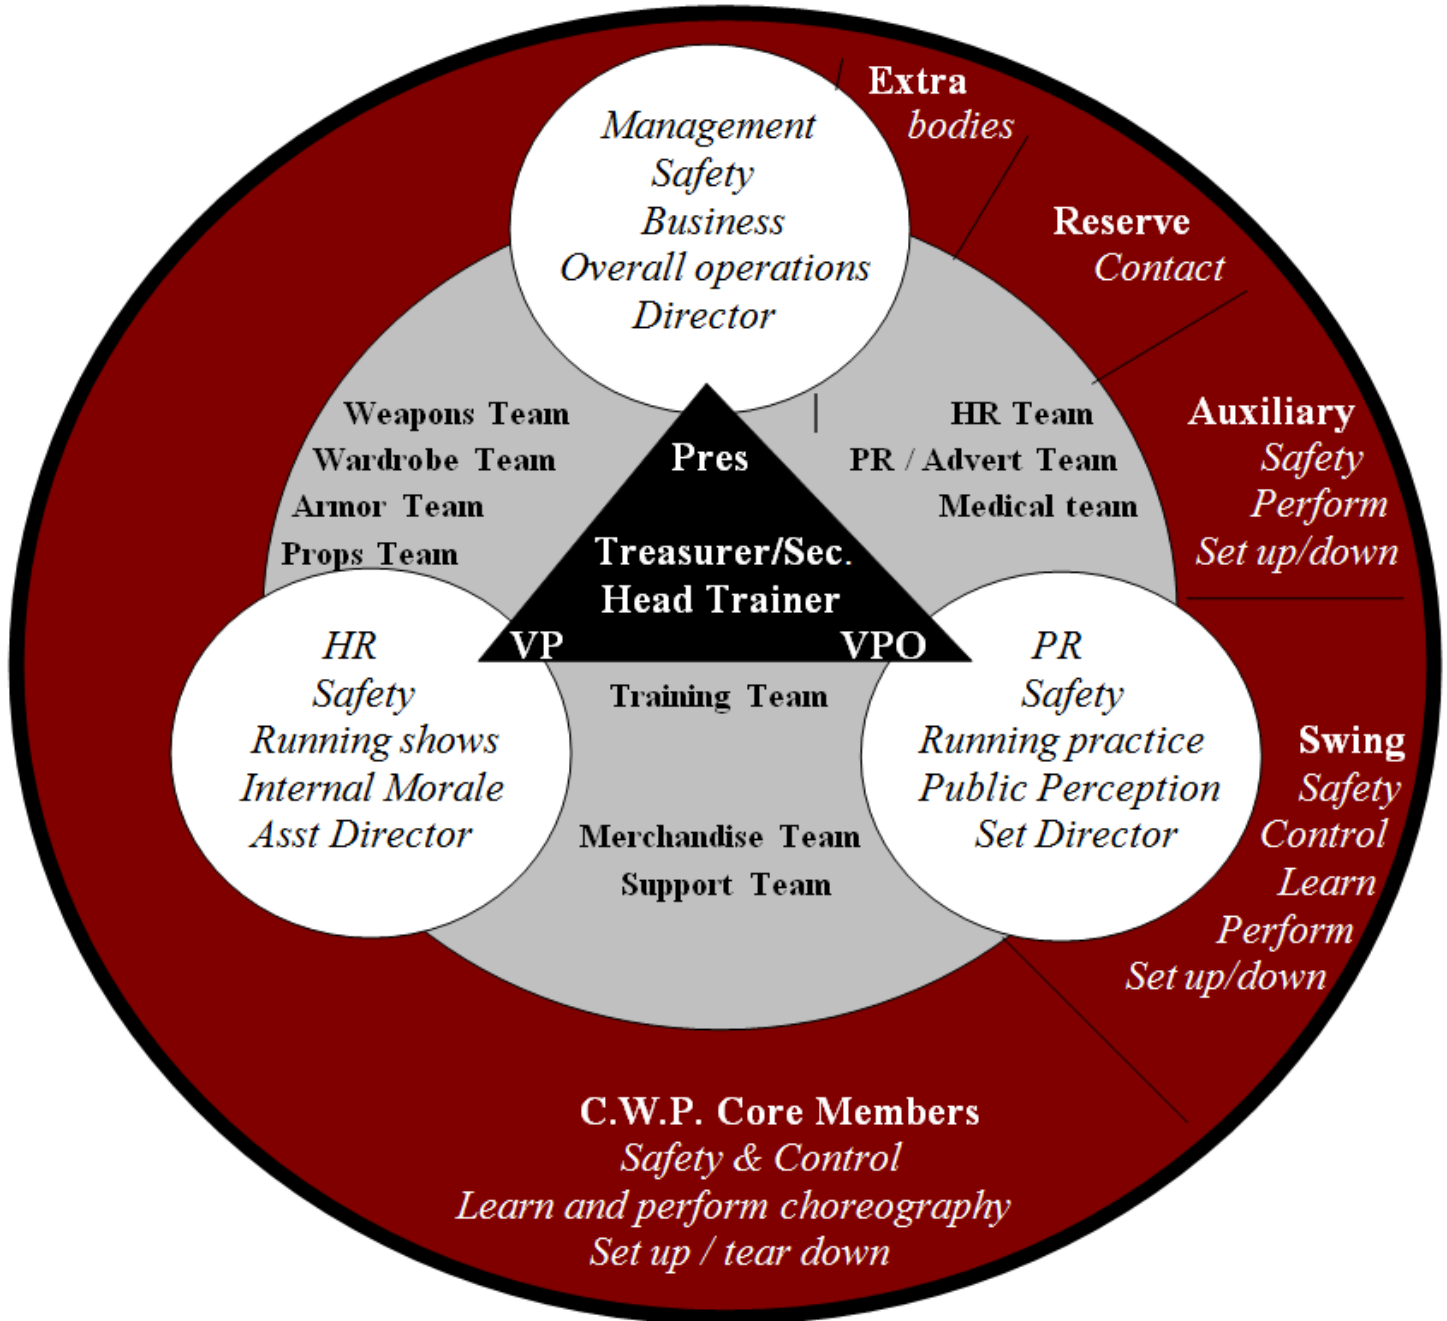 Extra
bodies
Management
Safety
Business
Overall operations
Director
Reserve
Contact
Auxiliary
Safety
Perform
Set up/down
Weapons Team
Wardrobe Team
Armor Team
Props Team
HR Team
PR / Advert Team
Medical team
Pres
Treasurer/Sec.
Head Trainer
VP
VPO
HR
Safety
Running shows
Internal Morale
Asst Director
PR
Safety
Running practice
Public Perception
Set Director
Training Team
Merchandise Team
Support Team
Swing
Safety
Control
Learn
Perform
Set up/down
C.W.P. Core Members
Safety & Control
Learn and perform choreography
Set up / tear down